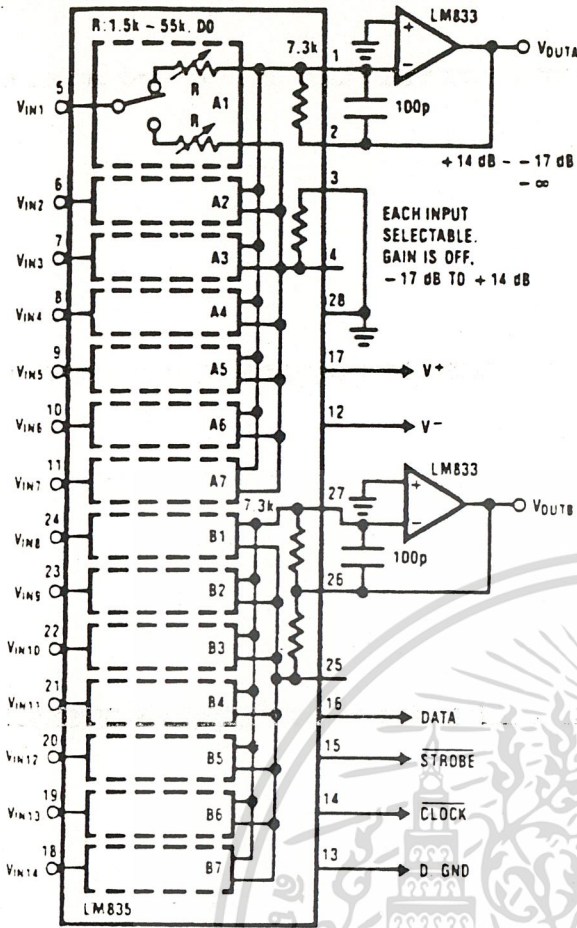 R: 1.5k ~ 55k. DO
7.3k
1
LM833
VOUTA
5
VIN1
R
A1
R
100p
2
+14 dB ~ -17 dB
-∞
3
6
VIN2
A2
EACH INPUT
SELECTABLE.
GAIN IS OFF,
-17 dB TO +14 dB
7
VIN3
A3
4
8
VIN4
A4
28
9
VIN5
A5
17
V+
10
VIN6
A6
12
V-
11
VIN7
A7
LM833
7.3k
27
VOUTB
24
VIN8
B1
100p
23
VIN9
B2
26
22
VIN10
B3
25
21
VIN11
B4
16
DATA
20
VIN12
B5
15
STROBE
19
VIN13
B6
14
CLOCK
18
VIN14
B7
13
D GND
LM835